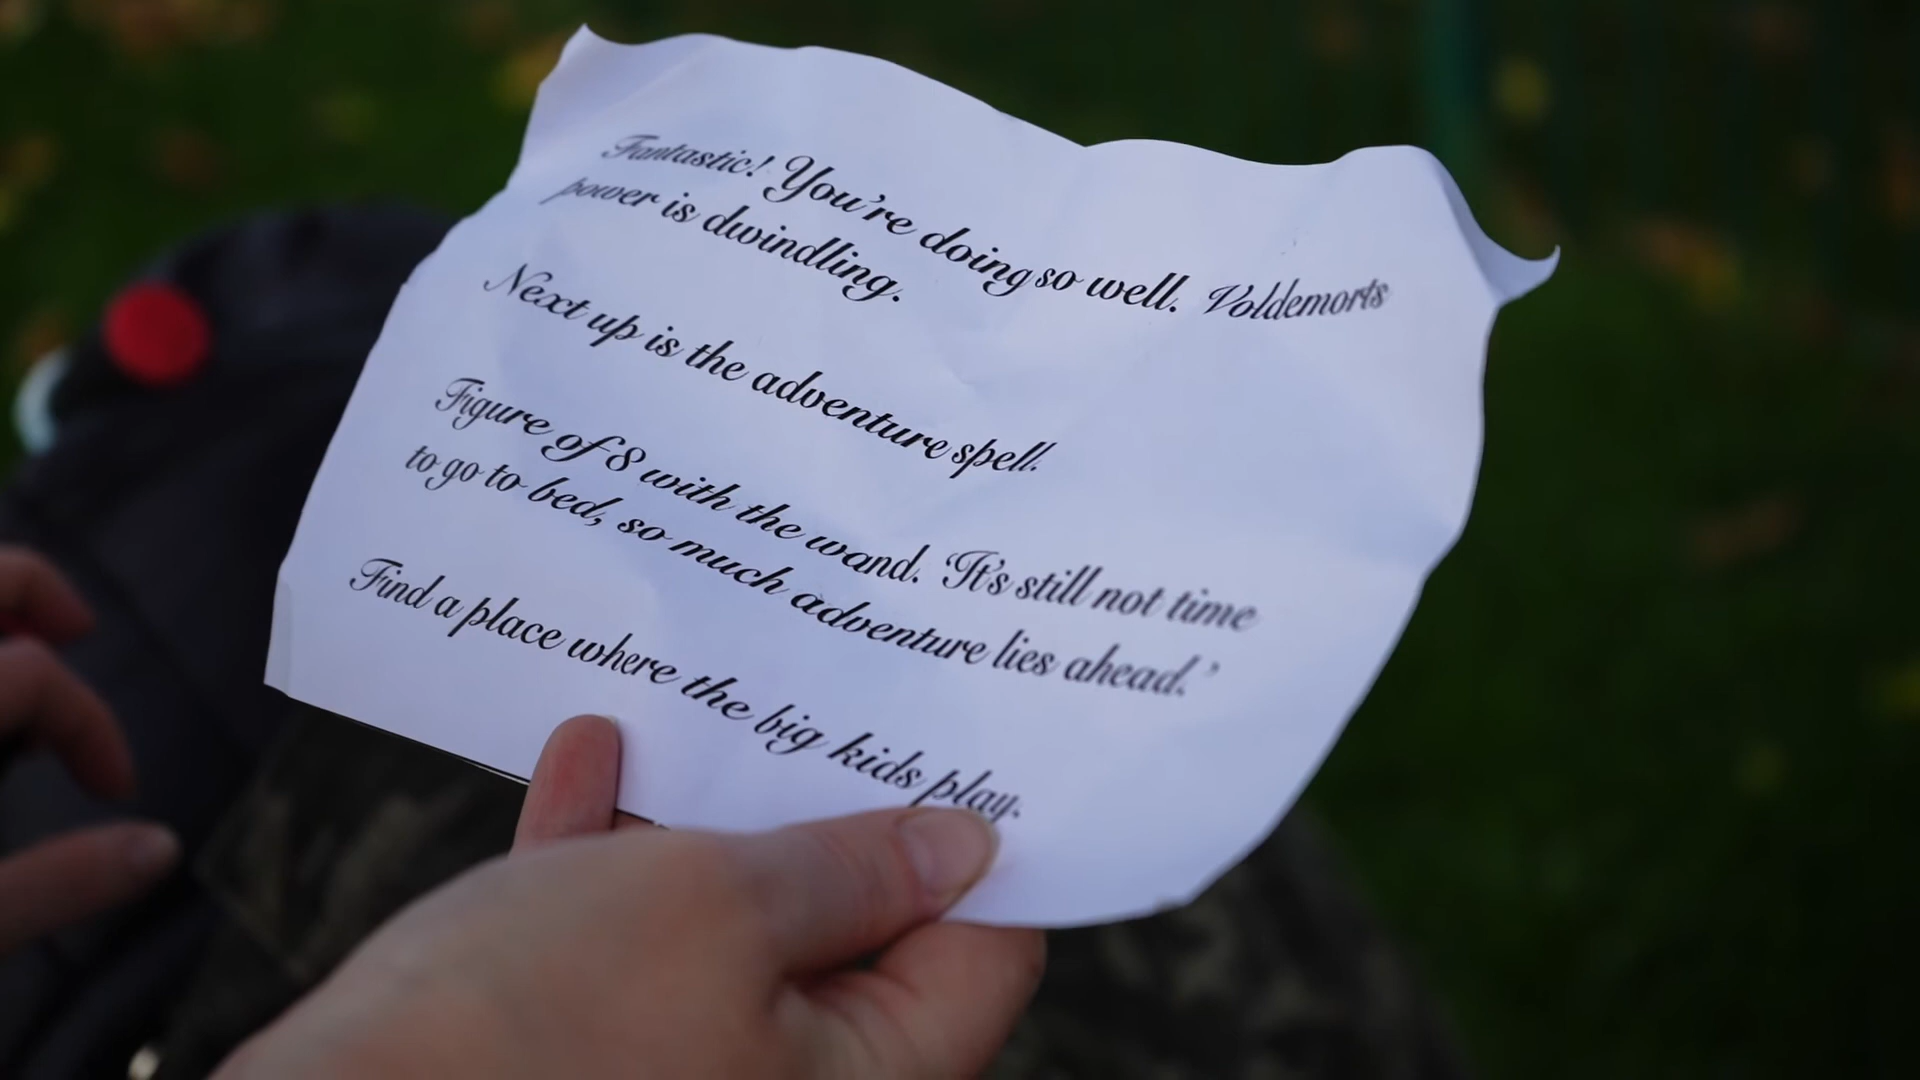 Fantastic! You're doing so well. Voldemorts
power is dwindling.
Next up is the adventure spell.
Figure of 8 with the wand. 'It's still not time
to go to bed, so much adventure lies ahead.'
Find a place where the big kids play.